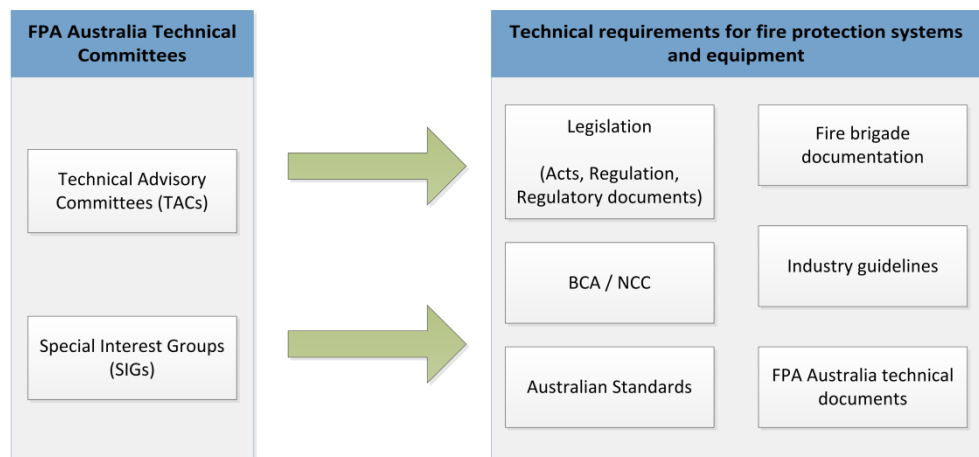 FPA Australia Technical
Committees
Technical Advisory
Committees (TACs)
Special Interest Groups
(SIGs)
Technical requirements for fire protection systems
and equipment
Legislation
(Acts, Regulation,
Regulatory documents)
BCA / NCC
Australian Standards
Fire brigade
documentation
Industry guidelines
FPA Australia technical
documents